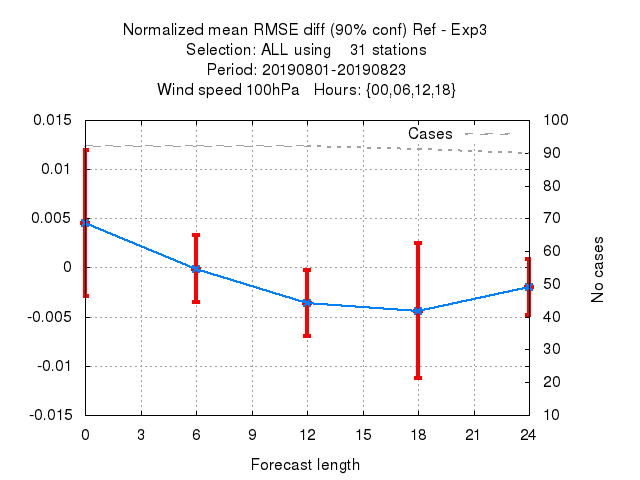 Normalized mean RMSE diff (90% conf) Ref - Exp3
Selection: ALL using    31 stations
Period: 20190801-20190823
Wind speed 100hPa   Hours: {00,06,12,18}
0.015
0.01
0.005
0
-0.005
-0.01
-0.015
Cases
100
90
80
70
60
50
40
30
20
10
No cases
0 3 6 9 12 15 18 21 24
Forecast length